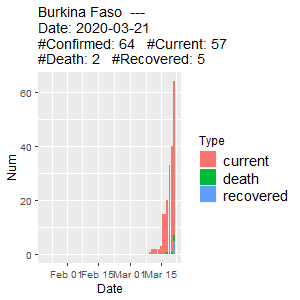 Burkina Faso  ---
Date: 2020-03-21
#Confirmed: 64   #Current: 57
#Death: 2   #Recovered: 5
60
40
20
0
Num
Feb 01 Feb 15 Mar 01 Mar 15
Date
Type
current
death
recovered